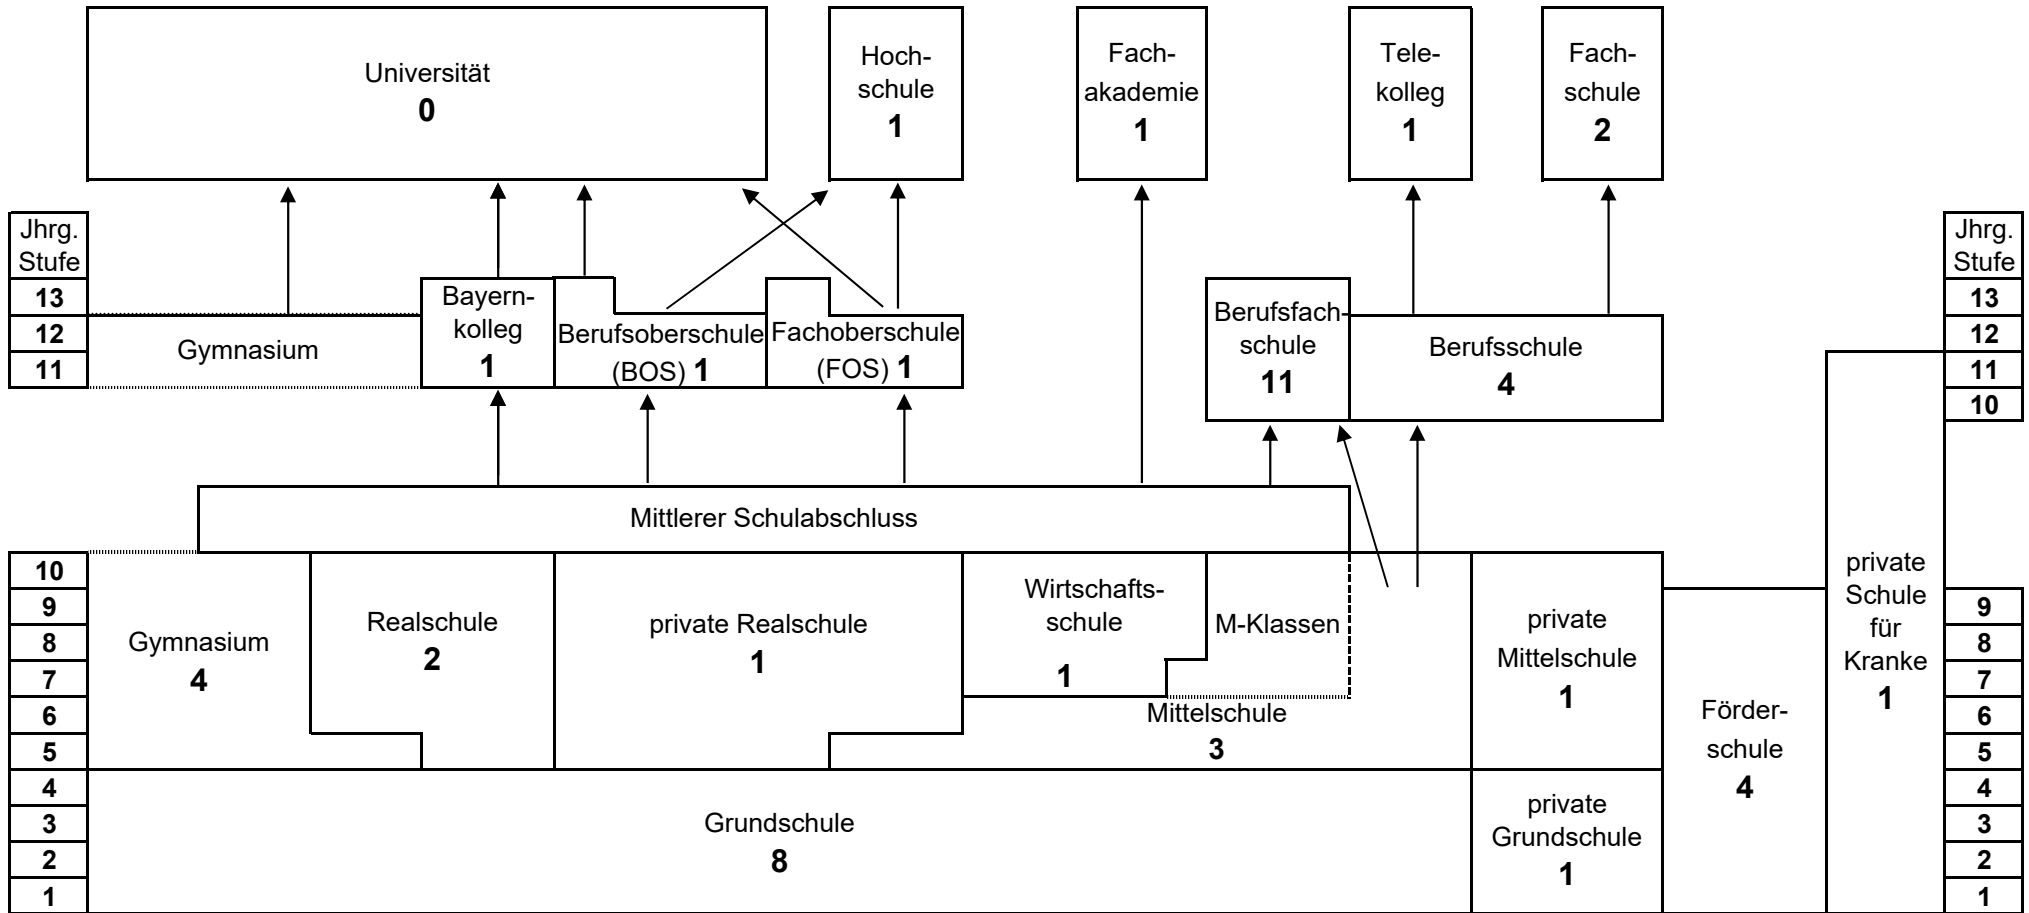 Universität
0
Hoch-
schule
1
Fach-
akademie
1
Tele-
kolleg
1
Fach-
schule
2
Jhrg.
Stufe
13
12
11
Gymnasium
Bayern-
kolleg
1
Berufsoberschule
(BOS) 1
Fachoberschule
(FOS) 1
Berufsfach-
schule
11
Berufsschule
4
Jhrg.
Stufe
13
12
11
10
Mittlerer Schulabschluss
10
9
8
7
6
5
4
3
2
1
Gymnasium
4
Realschule
2
private Realschule
1
Wirtschafts-
schule
1
M-Klassen
Mittelschule
3
private
Mittelschule
1
Grundschule
8
private
Grundschule
1
Förder-
schule
4
private
Schule
für
Kranke
1
9
8
7
6
5
4
3
2
1